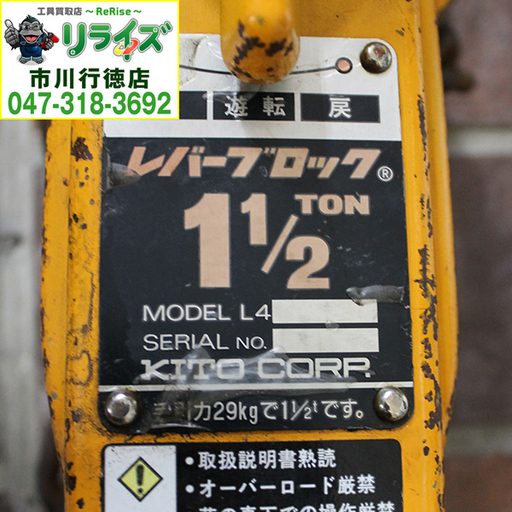 工具買取店
～ReRise～
リライズ
市川行徳店
047-318-3692
遊転 戻
レバーブロック®
1 1/2 TON
MODEL L4
SERIAL NO.
KITO CORP.
手引力29kgで1 1/2tです。
・取扱説明書熟読
・オーバーロード厳禁